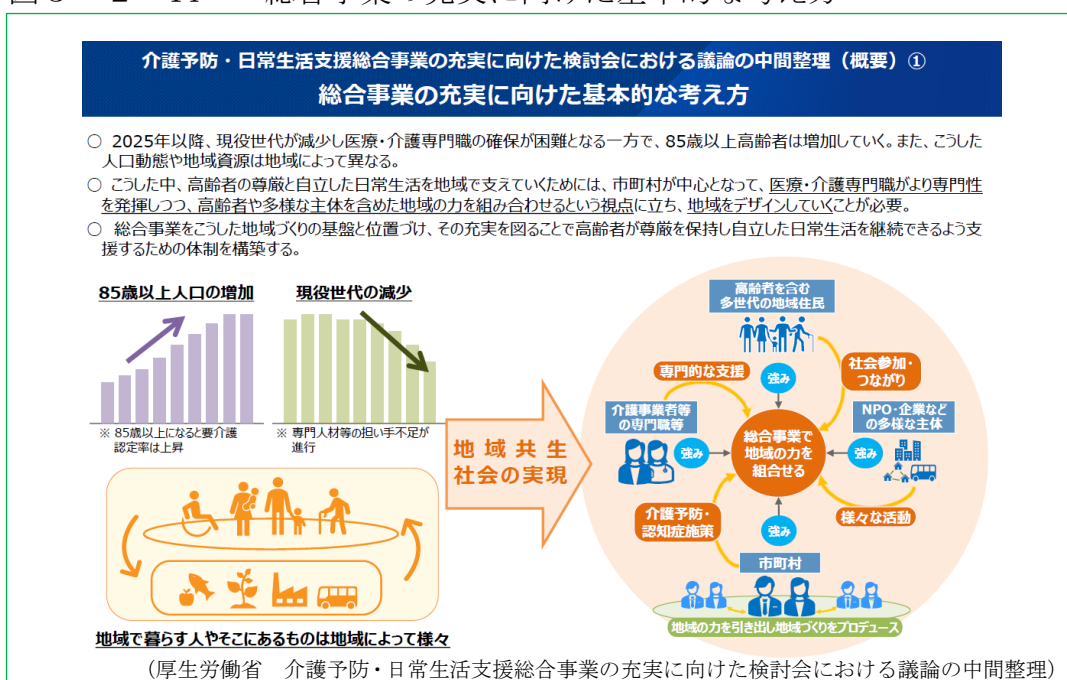 総合事業の充実に向けた基本的な考え方
介護予防・日常生活支援総合事業の充実に向けた検討会における議論の中間整理（概要）①
総合事業の充実に向けた基本的な考え方
○ 2025年以降、現役世代が減少し医療・介護専門職の確保が困難となる一方で、85歳以上高齢者は増加していく。また、こうした
人口動態や地域資源は地域によって異なる。
○ こうした中、高齢者の尊厳と自立した日常生活を地域で支えていくためには、市町村が中心となって、医療・介護専門職がより専門性
を発揮しつつ、高齢者や多様な主体を含めた地域の力を組み合わせるという視点に立ち、地域をデザインしていくことが必要。
○ 総合事業をこうした地域づくりの基盤と位置づけ、その充実を図ることで高齢者が尊厳を保持し自立した日常生活を継続できるよう支
援するための体制を構築する。
85歳以上人口の増加
現役世代の減少
※ 85歳以上になると要介護
認定率は上昇
※ 専門人材等の担い手不足が
進行
地域で暮らす人やそこにあるものは地域によって様々
地域共生
社会の実現
高齢者を含む
多世代の地域住民
専門的な支援
強み
社会参加・
つながり
介護事業者等
の専門職等
強み
総合事業で
地域の力を
組合せる
強み
NPO・企業など
の多様な主体
介護予防・
認知症施策
強み
様々な活動
市町村
地域の力を引き出し地域づくりをプロデュース
（厚生労働省 介護予防・日常生活支援総合事業の充実に向けた検討会における議論の中間整理）